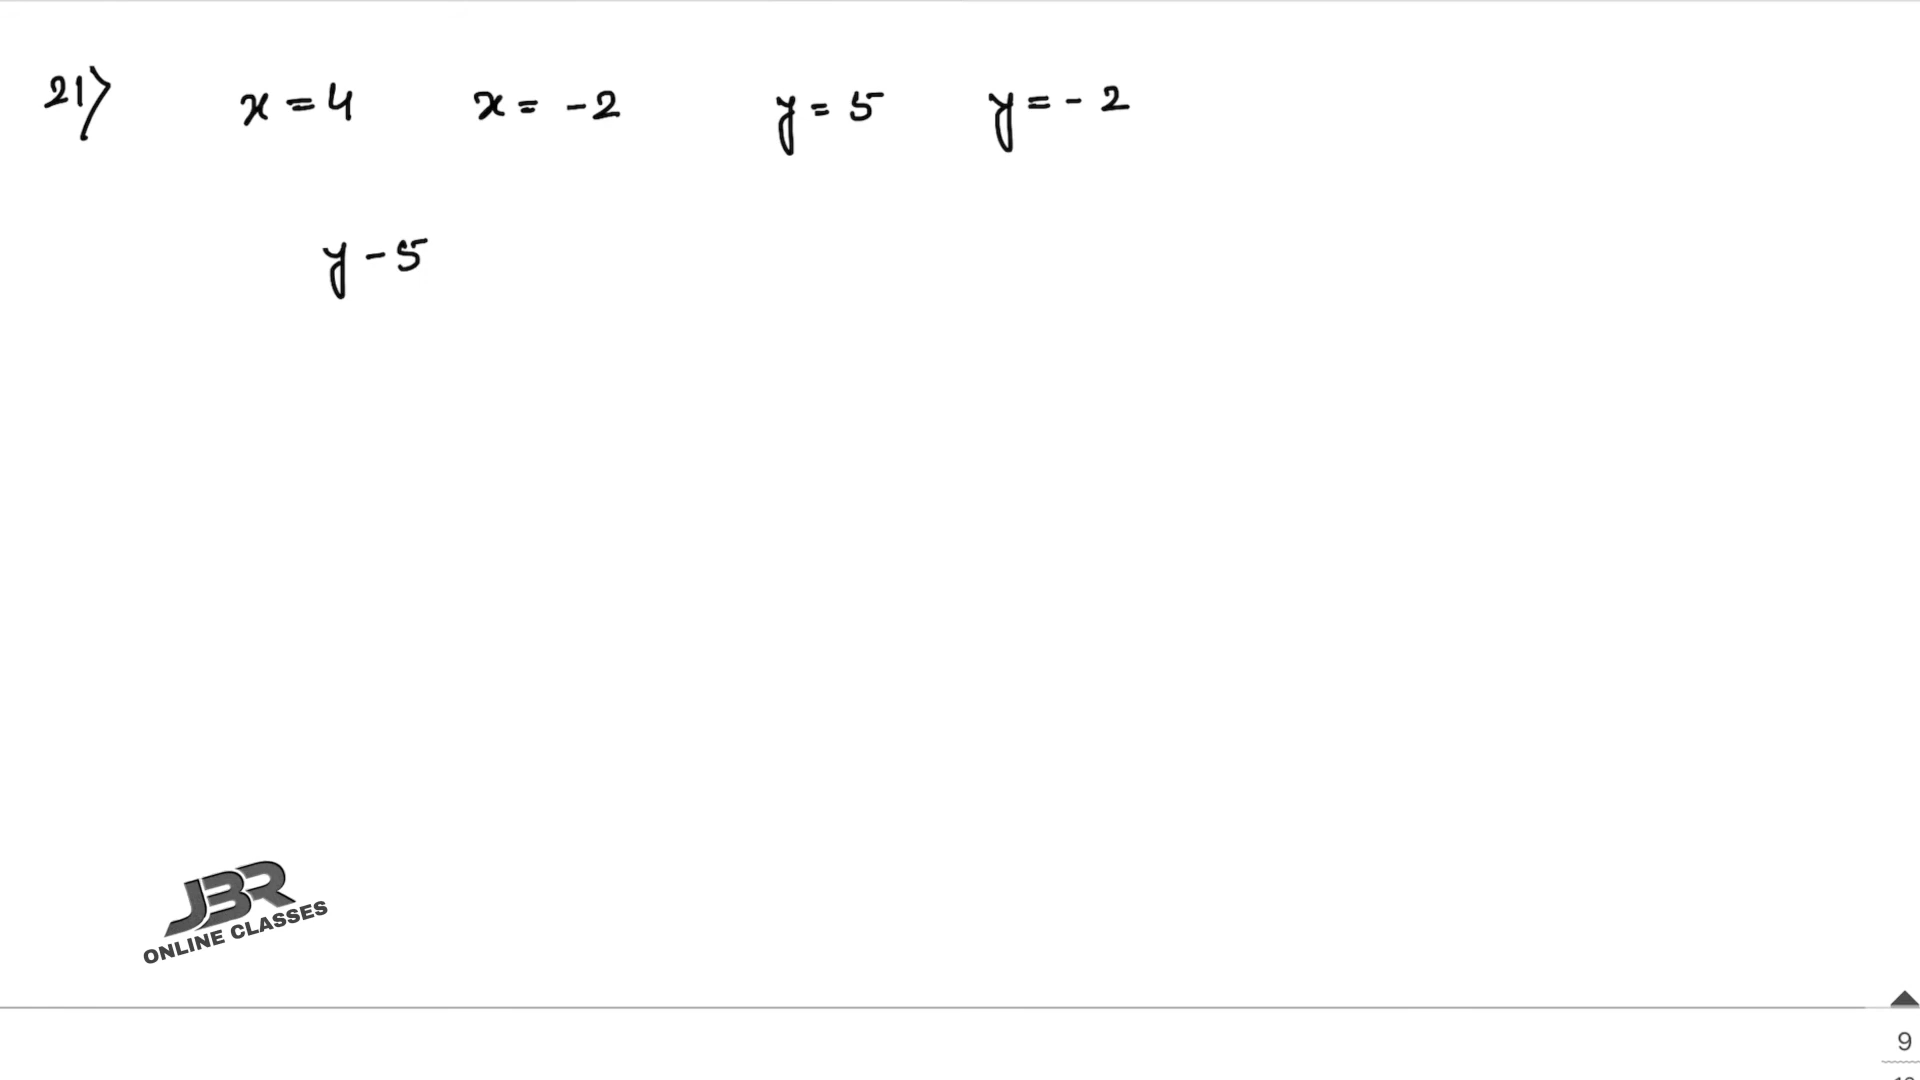 21) x = 4 x = -2 y = 5 y = - 2
y - 5
JBR
ONLINE CLASSES
9